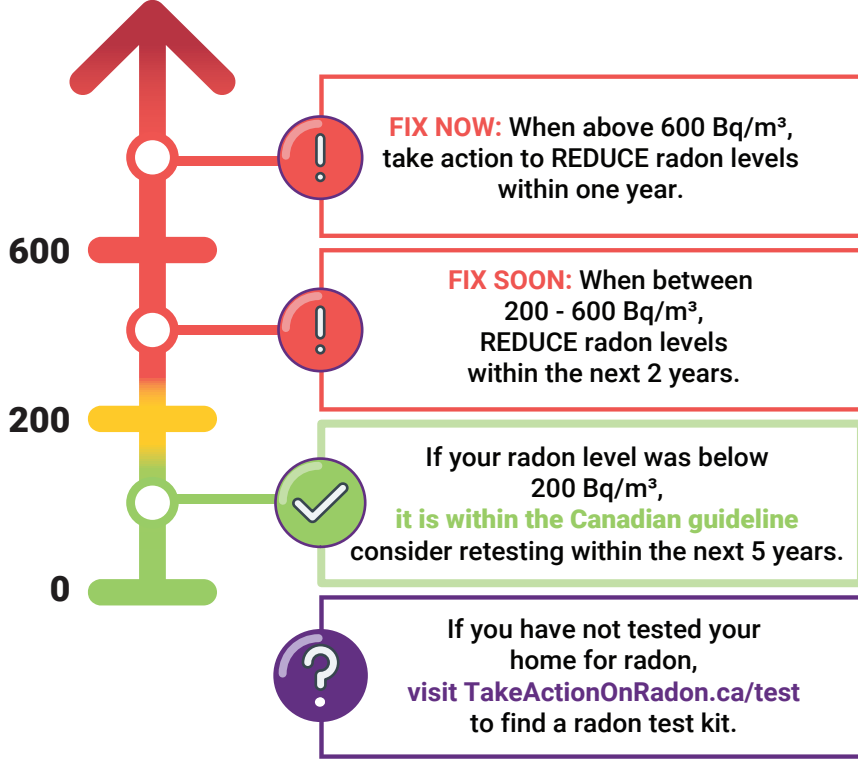 FIX NOW: When above 600 Bq/m³,
take action to REDUCE radon levels
within one year.
600
FIX SOON: When between
200 - 600 Bq/m³,
REDUCE radon levels
within the next 2 years.
200
If your radon level was below
200 Bq/m³,
it is within the Canadian guideline
consider retesting within the next 5 years.
0
If you have not tested your
home for radon,
visit TakeActionOnRadon.ca/test
to find a radon test kit.